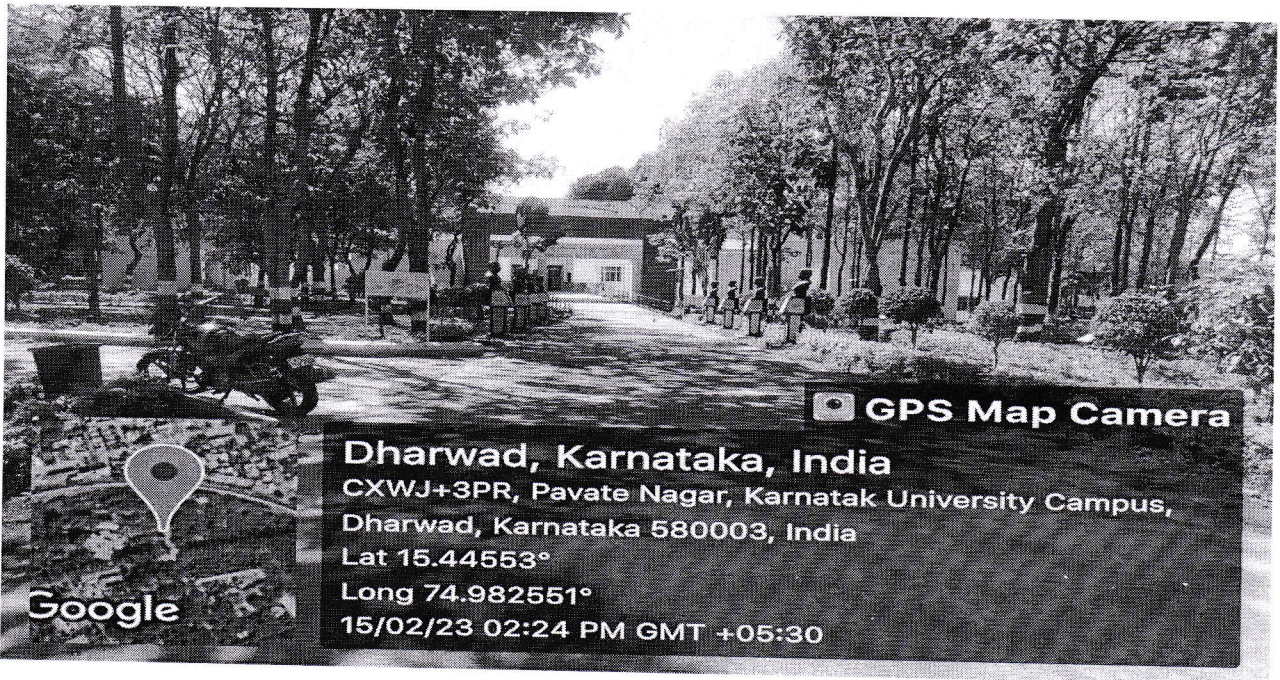 GPS Map Camera
Dharwad, Karnataka, India
CXWJ+3PR, Pavate Nagar, Karnatak University Campus,
Dharwad, Karnataka 580003, India
Lat 15.44553°
Long 74.982551°
15/02/23 02:24 PM GMT +05:30
Google